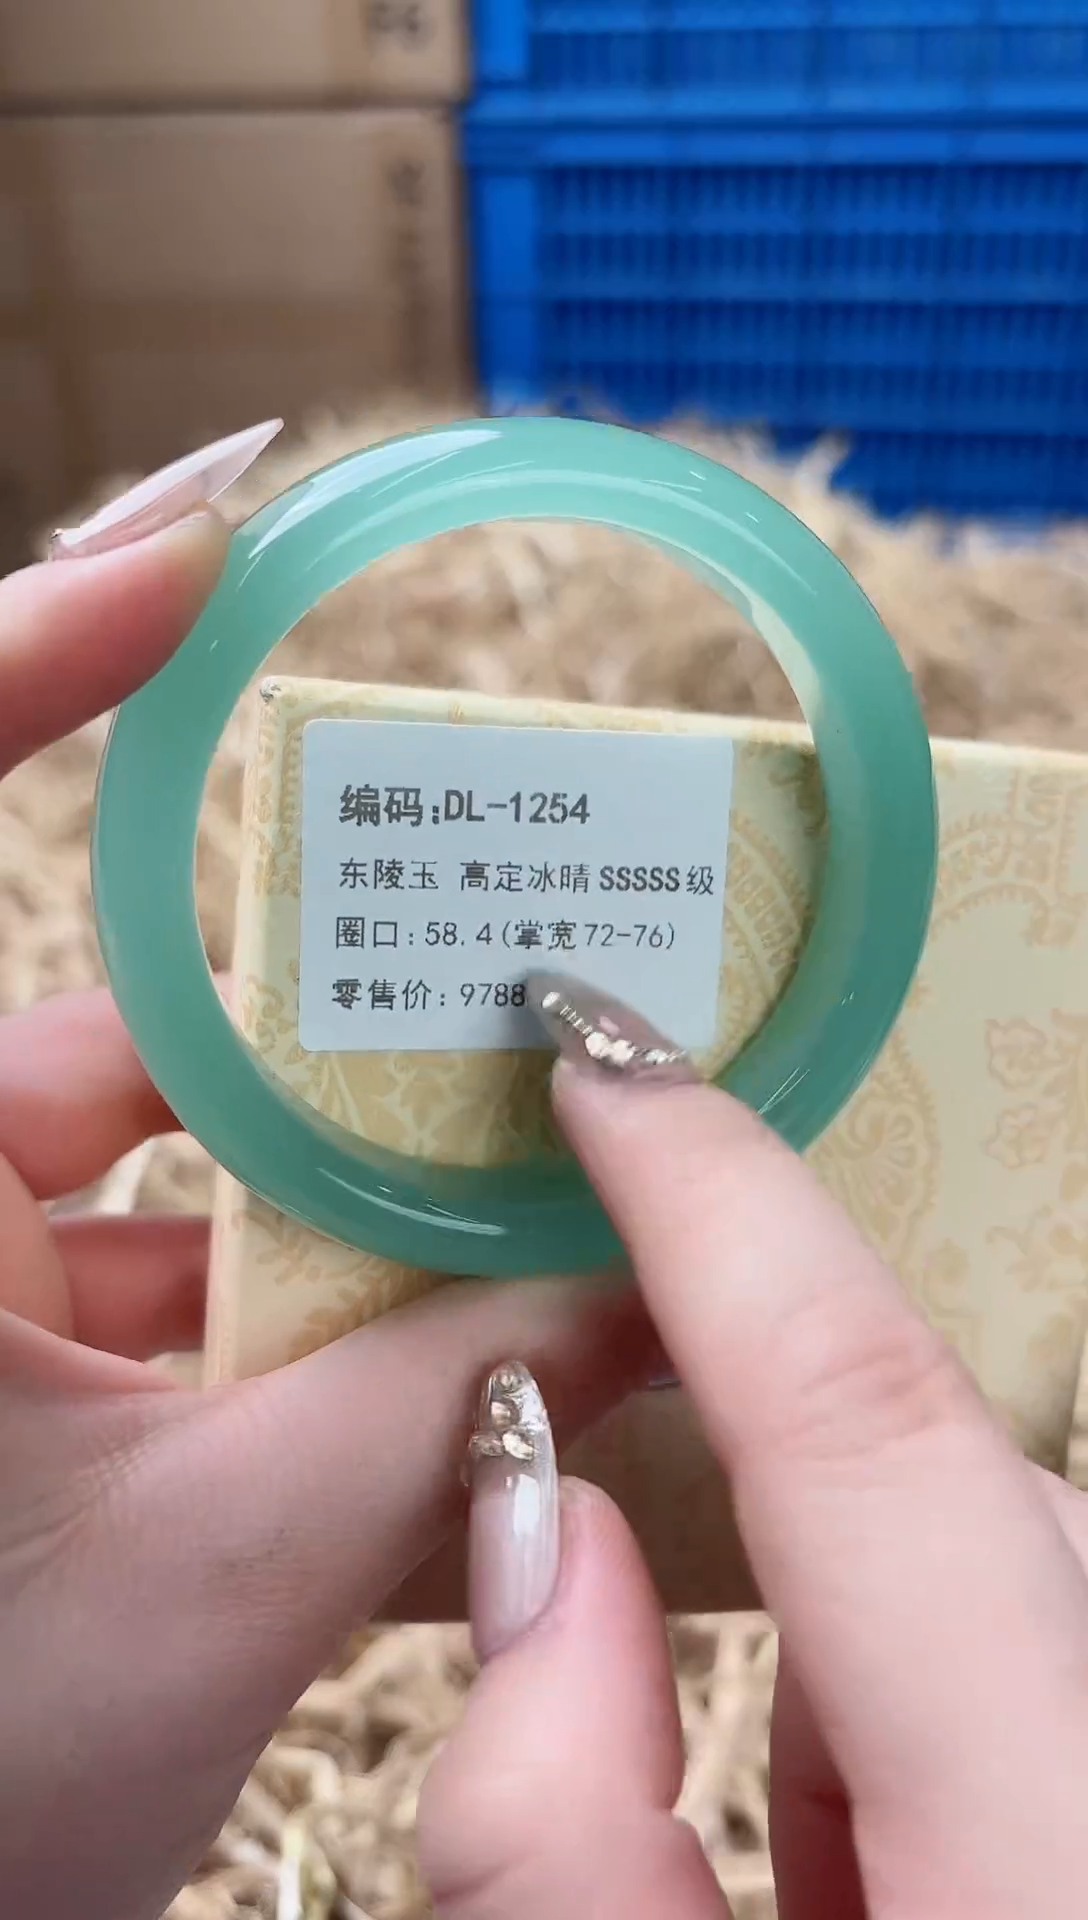 编码:DL-1254
东陵玉 高定冰晴 SSSSS级
圈口:58.4(掌宽72-76)
零售价:9788